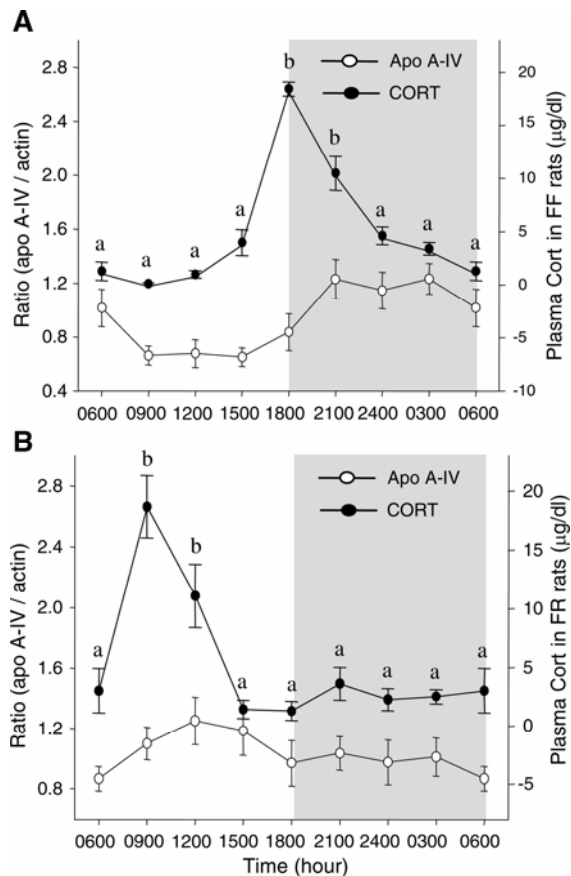 A
Ratio (apo A-IV / actin)
2.8
2.4
2.0
1.6
1.2
0.8
0.4
Apo A-IV
CORT
a a a a b b a a a
20
15
10
5
0
-5
-10
Plasma Cort in FF rats (μg/dl)
0600 0900 1200 1500 1800 2100 2400 0300 0600
B
Ratio (apo A-IV / actin)
2.8
2.4
2.0
1.6
1.2
0.8
Apo A-IV
CORT
a b b a a a a a a
20
15
10
5
0
-5
Plasma Cort in FR rats (μg/dl)
0600 0900 1200 1500 1800 2100 2400 0300 0600
Time (hour)